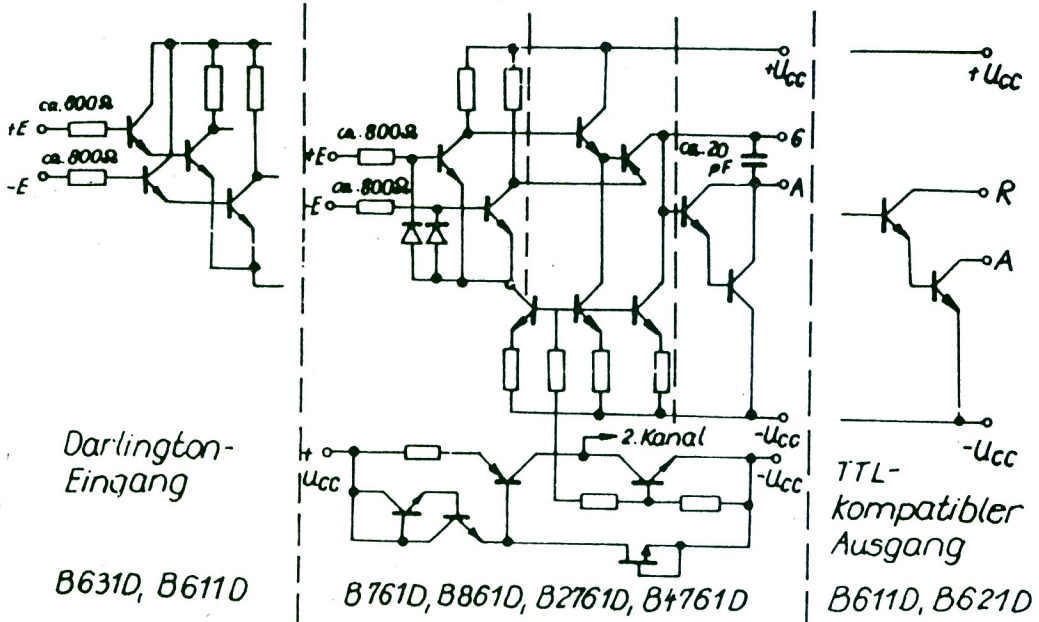 ca. 800Ω
+E
ca. 800Ω
-E
Darlington-
Eingang
B631D, B611D
ca. 800Ω
+E
ca. 800Ω
-E
+Ucc
6
ca. 20
pF
A
-Ucc
2. Kanal
+
Ucc
-Ucc
B761D, B861D, B2761D, B4761D
+Ucc
R
A
-Ucc
TTL-
kompatibler
Ausgang
B611D, B621D